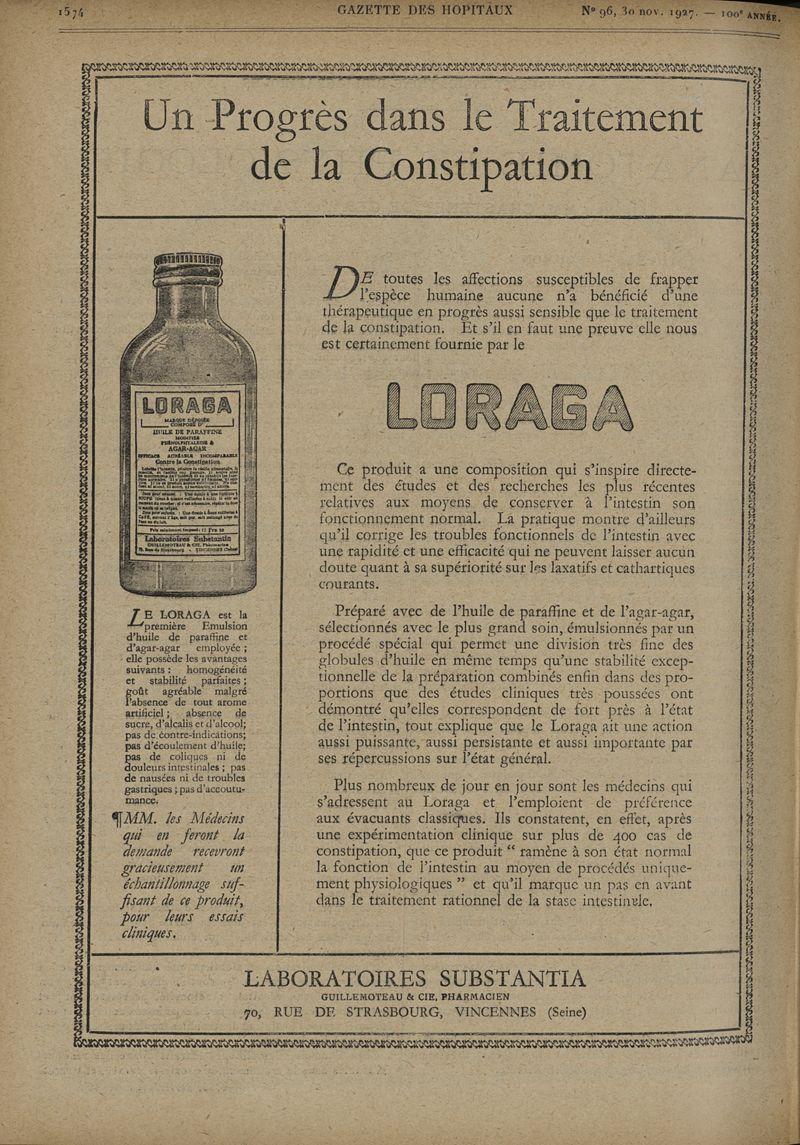 1574
GAZETTE DES HOPITAUX
Nº 96, 30 nov. 1927. — 100e ANNÉE.
Un Progrès dans le Traitement
de la Constipation
LORAGA
MARQUE DÉPOSÉE
COMPOSÉ D'
HUILE DE PARAFFINE
AGAR-AGAR
EFFICACE AGRÉABLE INCOMPARABLE
Contre la Constipation
Laboratoires Substantia
GUILLEMOTEAU & CIE, Pharmaciens
LE LORAGA est la
première Emulsion
d'huile de paraffine et
d'agar-agar employée ;
elle possède les avantages
suivants : homogénéité
et stabilité parfaites ;
goût agréable malgré
l'absence de tout arome
artificiel ; absence de
sucre, d'alcalis et d'alcool;
pas de contre-indications;
pas d'écoulement d'huile;
pas de coliques ni de
douleurs intestinales ; pas
de nausées ni de troubles
gastriques ; pas d'accoutu-
mance.
¶MM. les Médecins
qui en feront la
demande recevront
gracieusement un
échantillonnage suf-
fisant de ce produit,
pour leurs essais
cliniques.
DE toutes les affections susceptibles de frapper
l'espèce humaine aucune n'a bénéficié d'une
thérapeutique en progrès aussi sensible que le traitement
de la constipation. Et s'il en faut une preuve elle nous
est certainement fournie par le
LORAGA
Ce produit a une composition qui s'inspire directe-
ment des études et des recherches les plus récentes
relatives aux moyens de conserver à l'intestin son
fonctionnement normal. La pratique montre d'ailleurs
qu'il corrige les troubles fonctionnels de l'intestin avec
une rapidité et une efficacité qui ne peuvent laisser aucun
doute quant à sa supériorité sur les laxatifs et cathartiques
courants.
Préparé avec de l'huile de paraffine et de l'agar-agar,
sélectionnés avec le plus grand soin, émulsionnés par un
procédé spécial qui permet une division très fine des
globules d'huile en même temps qu'une stabilité excep-
tionnelle de la préparation combinés enfin dans des pro-
portions que des études cliniques très poussées ont
démontré qu'elles correspondent de fort près à l'état
de l'intestin, tout explique que le Loraga ait une action
aussi puissante, aussi persistante et aussi importante par
ses répercussions sur l'état général.
Plus nombreux de jour en jour sont les médecins qui
s'adressent au Loraga et l'emploient de préférence
aux évacuants classiques. Ils constatent, en effet, après
une expérimentation clinique sur plus de 400 cas de
constipation, que ce produit “ ramène à son état normal
la fonction de l'intestin au moyen de procédés unique-
ment physiologiques ” et qu'il marque un pas en avant
dans le traitement rationnel de la stase intestinale.
LABORATOIRES SUBSTANTIA
GUILLEMOTEAU & CIE, PHARMACIEN
70, RUE DE STRASBOURG, VINCENNES (Seine)